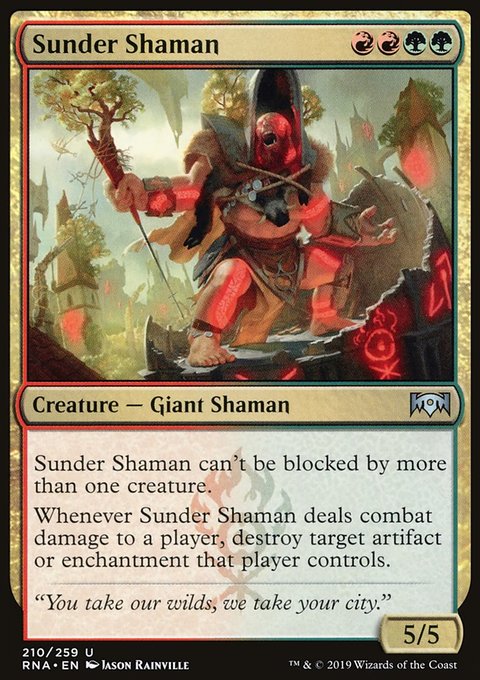 Sunder Shaman
Creature — Giant Shaman
Sunder Shaman can't be blocked by more
than one creature.
Whenever Sunder Shaman deals combat
damage to a player, destroy target artifact
or enchantment that player controls.
“You take our wilds, we take your city.”
5/5
210/259 U
RNA • EN Jason Rainville
™ & © 2019 Wizards of the Coast